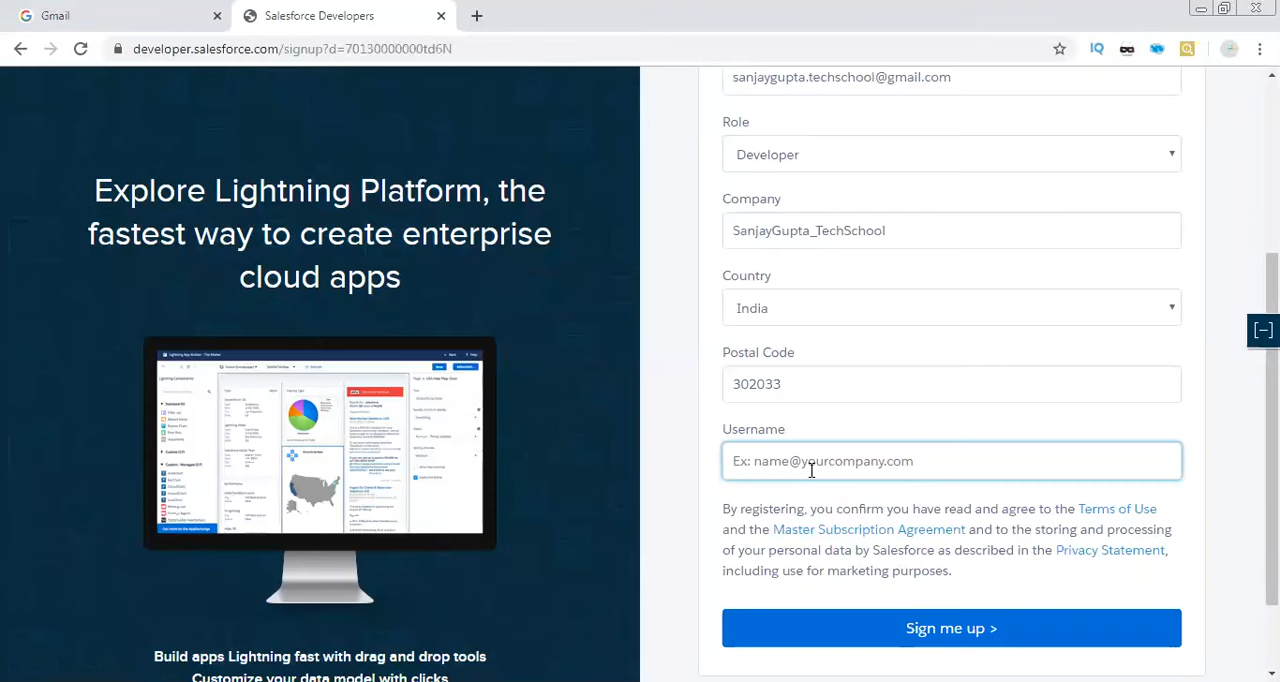 Gmail
Salesforce Developers
developer.salesforce.com/signup?d=70130000000td6N
IQ
Explore Lightning Platform, the
fastest way to create enterprise
cloud apps
Build apps Lightning fast with drag and drop tools
Customize your data model with clicks
sanjaygupta.techschool@gmail.com
Role
Developer
Company
SanjayGupta_TechSchool
Country
India
Postal Code
02033
Username
Ex: name@ company.com
By registering, you confirm you have read and agree to the Terms of Use
and the Master Subscription Agreement and to the storing and processing
of your personal data by Salesforce as described in the Privacy Statement,
including use for marketing purposes.
Sign me up >
[−]